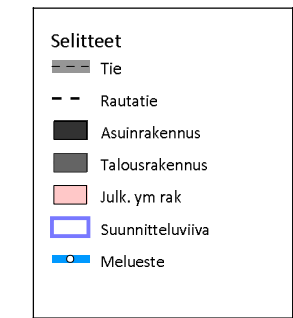 Selitteet
Tie
Rautatie
Asuinrakennus
Talousrakennus
Julk. ym rak
Suunnitteluviiva
Melueste